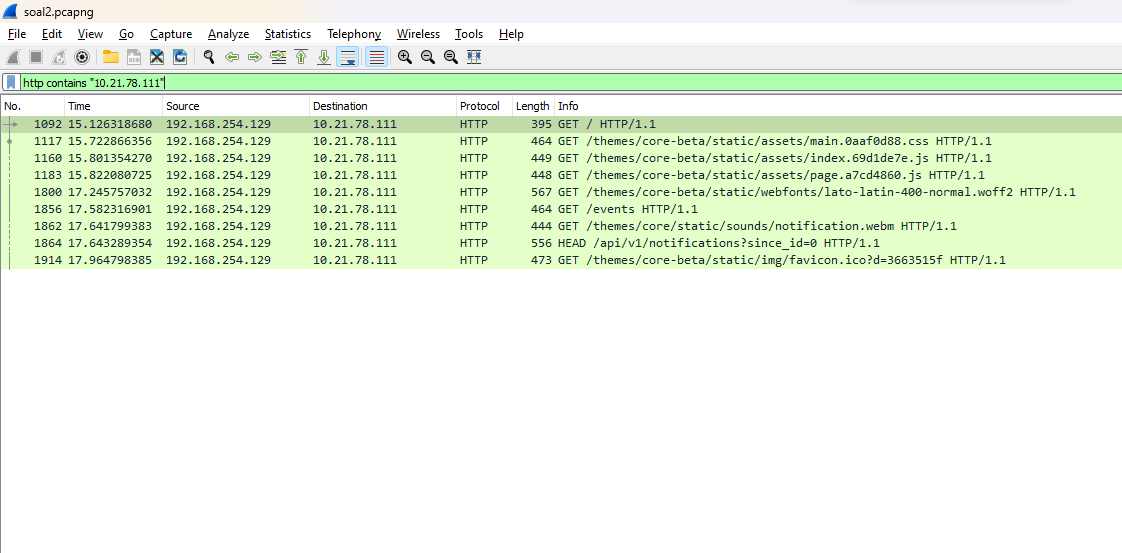 soal2.pcapng
File Edit View Go Capture Analyze Statistics Telephony Wireless Tools Help
http contains "10.21.78.111"
No. Time Source Destination Protocol Length Info
1092 15.126318680 192.168.254.129 10.21.78.111 HTTP 395 GET / HTTP/1.1
1117 15.722866356 192.168.254.129 10.21.78.111 HTTP 464 GET /themes/core-beta/static/assets/main.0aaf0d88.css HTTP/1.1
1160 15.801354270 192.168.254.129 10.21.78.111 HTTP 449 GET /themes/core-beta/static/assets/index.69d1de7e.js HTTP/1.1
1183 15.822080725 192.168.254.129 10.21.78.111 HTTP 448 GET /themes/core-beta/static/assets/page.a7cd4860.js HTTP/1.1
1800 17.245757032 192.168.254.129 10.21.78.111 HTTP 567 GET /themes/core-beta/static/webfonts/lato-latin-400-normal.woff2 HTTP/1.1
1856 17.582316901 192.168.254.129 10.21.78.111 HTTP 464 GET /events HTTP/1.1
1862 17.641799383 192.168.254.129 10.21.78.111 HTTP 444 GET /themes/core/static/sounds/notification.webm HTTP/1.1
1864 17.643289354 192.168.254.129 10.21.78.111 HTTP 556 HEAD /api/v1/notifications?since_id=0 HTTP/1.1
1914 17.964798385 192.168.254.129 10.21.78.111 HTTP 473 GET /themes/core-beta/static/img/favicon.ico?d=3663515f HTTP/1.1